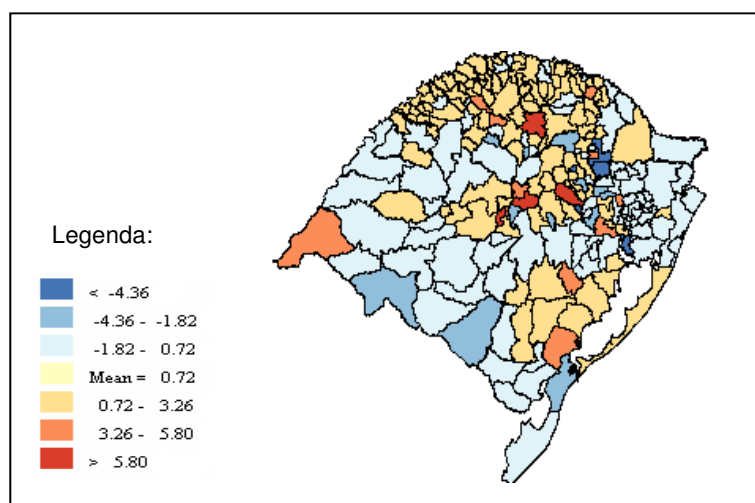 Legenda:
< -4.36
-4.36 - -1.82
-1.82 - 0.72
Mean = 0.72
0.72 - 3.26
3.26 - 5.80
> 5.80